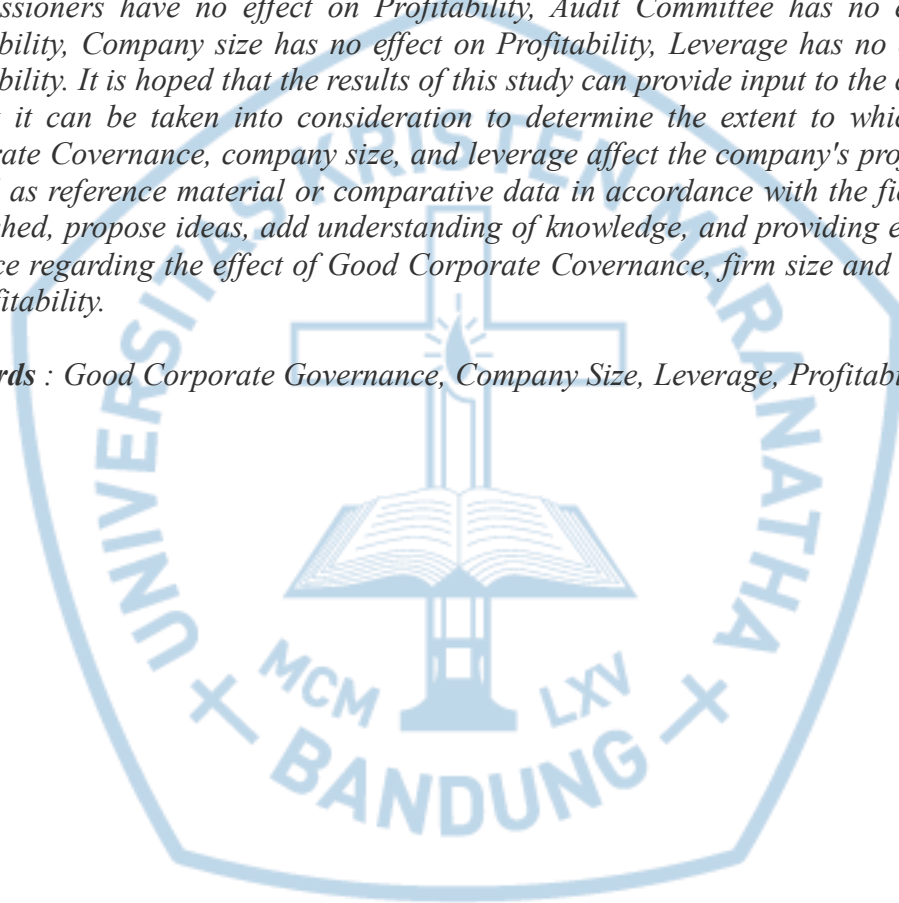 ssioners have no effect on Profitability, Audit Committee has no e
bility, Company size has no effect on Profitability, Leverage has no
bility. It is hoped that the results of this study can provide input to the c
it can be taken into consideration to determine the extent to whic
rate Covernance, company size, and leverage affect the company's pro
as reference material or comparative data in accordance with the fie
hed, propose ideas, add understanding of knowledge, and providing e
ce regarding the effect of Good Corporate Covernance, firm size and
fitability.
rds : Good Corporate Governance, Company Size, Leverage, Profitabi
UNIVERSITAS KRISTEN MARANATHA
MCM LXV
BANDUNG